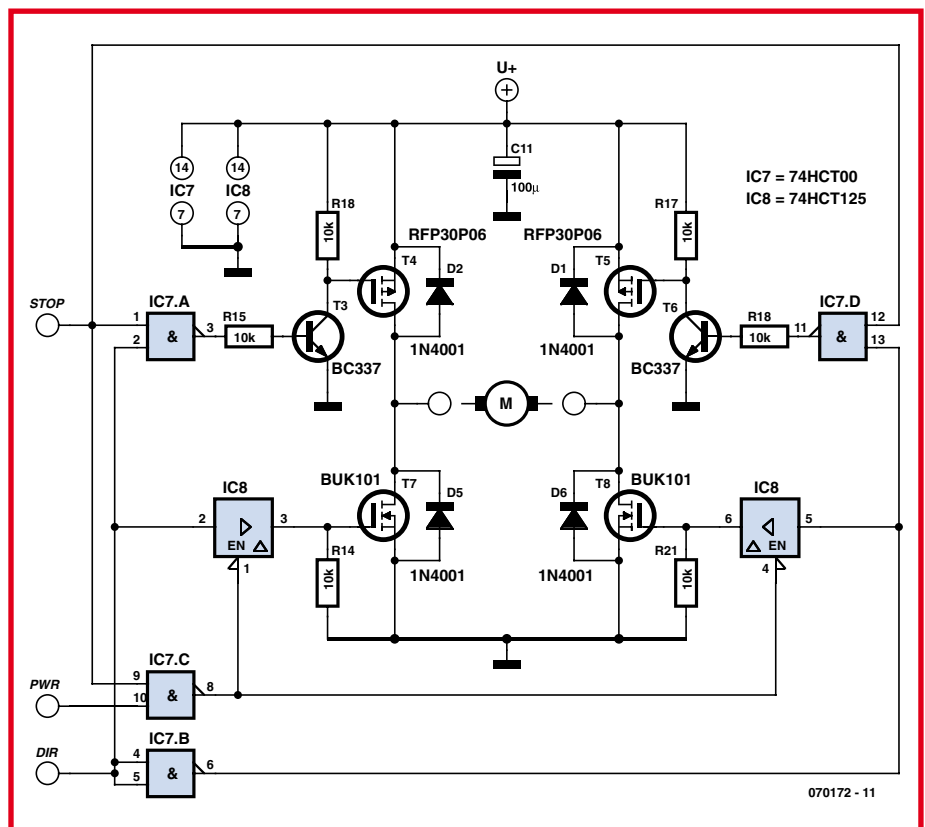 U+
+
C11
100µ
14
14
IC7
IC8
7
7
IC7 = 74HCT00
IC8 = 74HCT125
R18
10k
R17
10k
RFP30P06
RFP30P06
T4
D2
D1
T5
STOP
IC7.A
1
2
&
3
R15
10k
T3
BC337
1N4001
1N4001
T6
BC337
R18
10k
11
IC7.D
&
12
13
M
BUK101
BUK101
IC8
2
EN
3
1
T7
D5
D6
T8
IC8
6
EN
5
4
R14
10k
1N4001
1N4001
R21
10k
IC7.C
PWR
9
10
&
8
IC7.B
DIR
4
5
&
6
070172 - 11